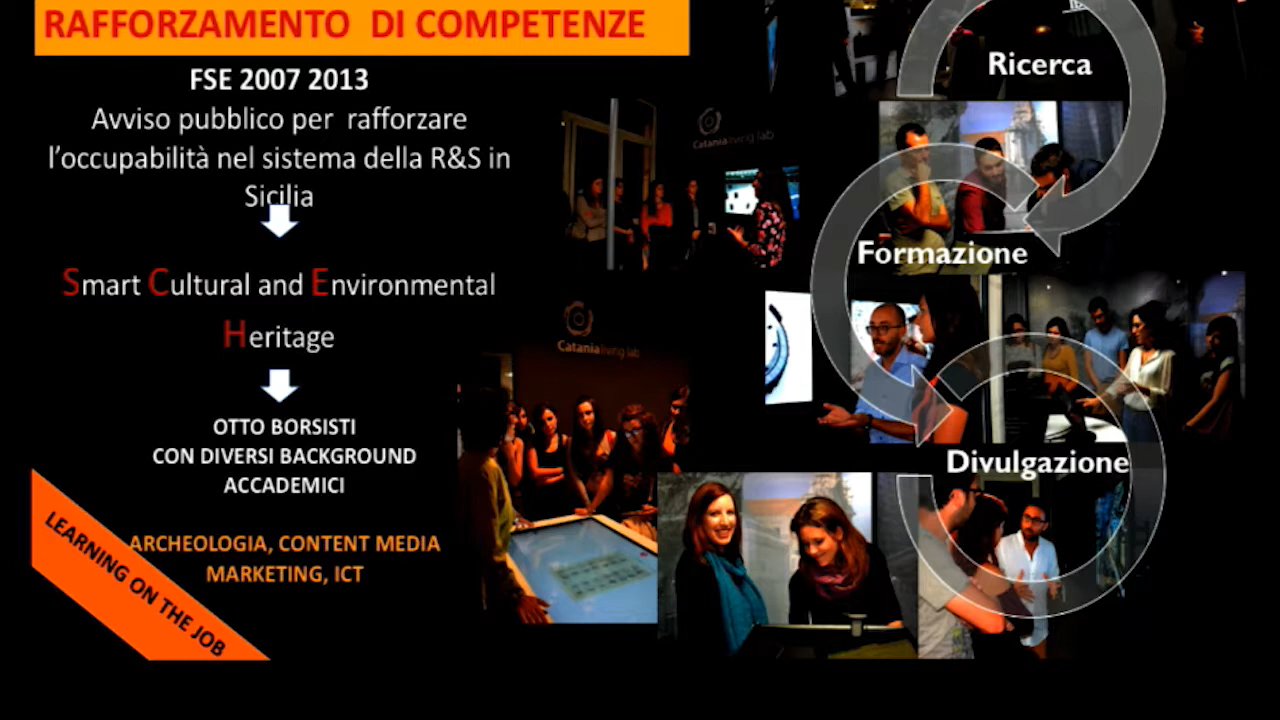 RAFFORZAMENTO DI COMPETENZE
FSE 2007 2013
Avviso pubblico per rafforzare
l'occupabilità nel sistema della R&S in
Sicilia
Smart Cultural and Environmental
Heritage
OTTO BORSISTI
CON DIVERSI BACKGROUND
ACCADEMICI
ARCHEOLOGIA, CONTENT MEDIA
MARKETING, ICT
LEARNING ON THE JOB
Ricerca
Catania living lab
Formazione
Catania living lab
Divulgazione